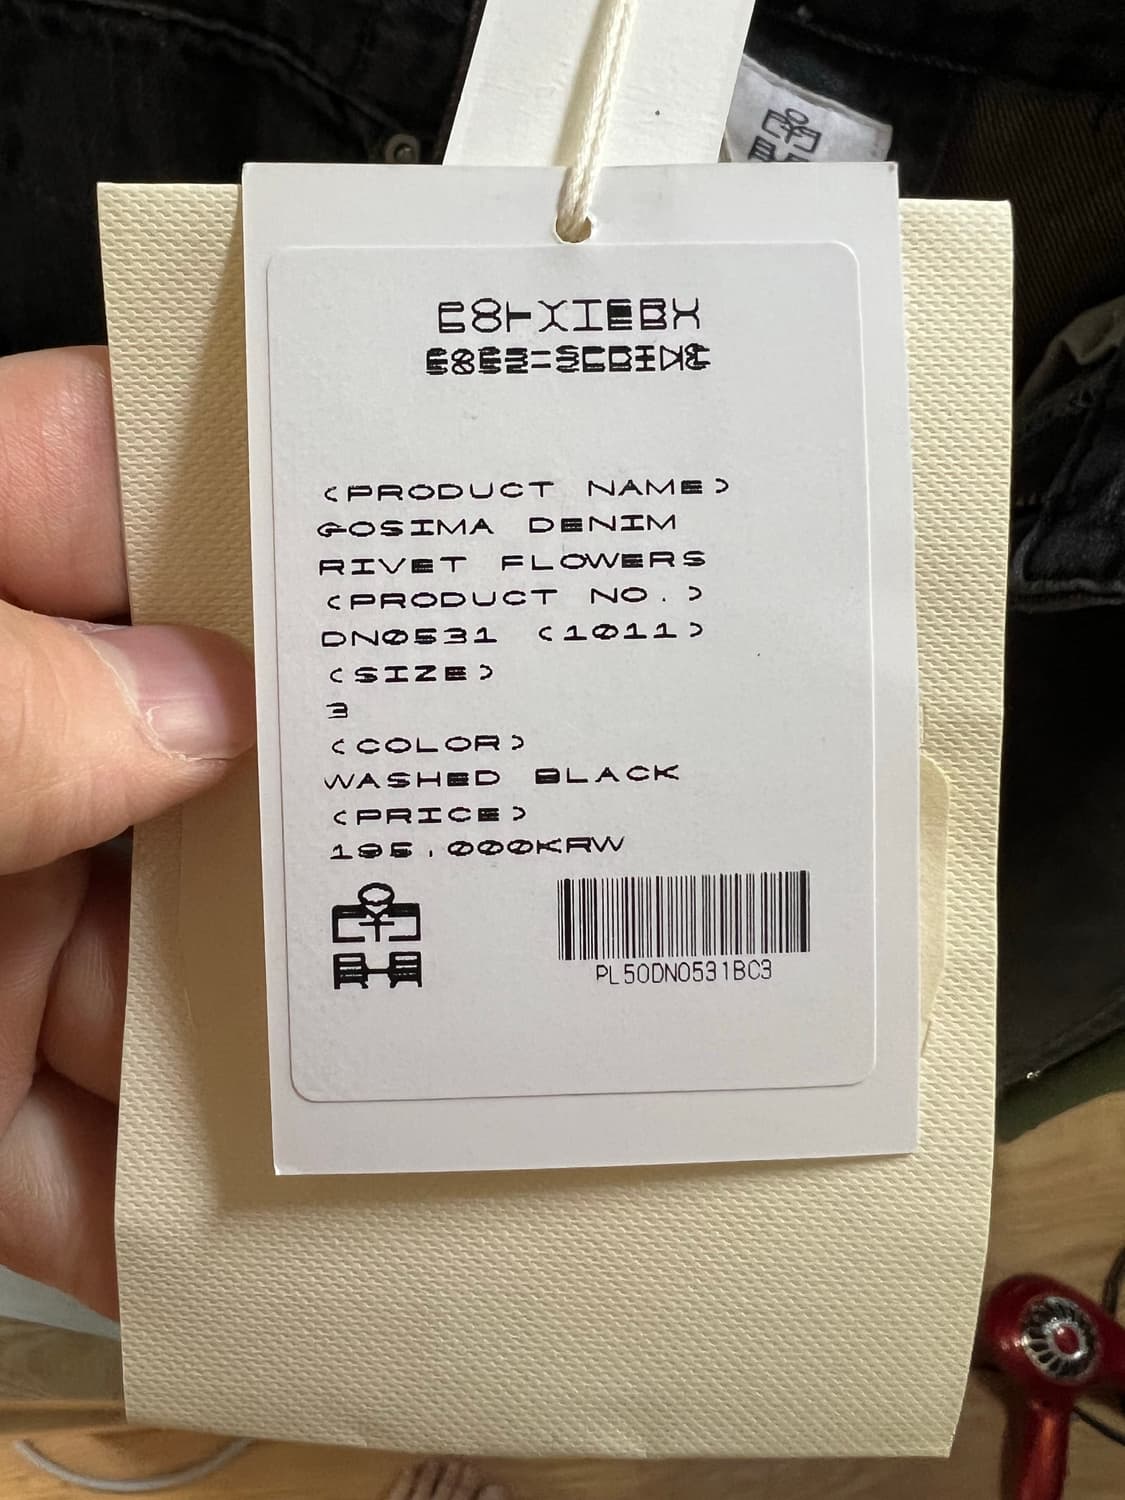 <PRODUCT NAME>
GOSIMA DENIM
RIVET FLOWERS
<PRODUCT NO.>
DN0531 <1011>
<SIZE>
3
<COLOR>
WASHED BLACK
<PRICE>
195,000KRW
PL50DN0531BC3